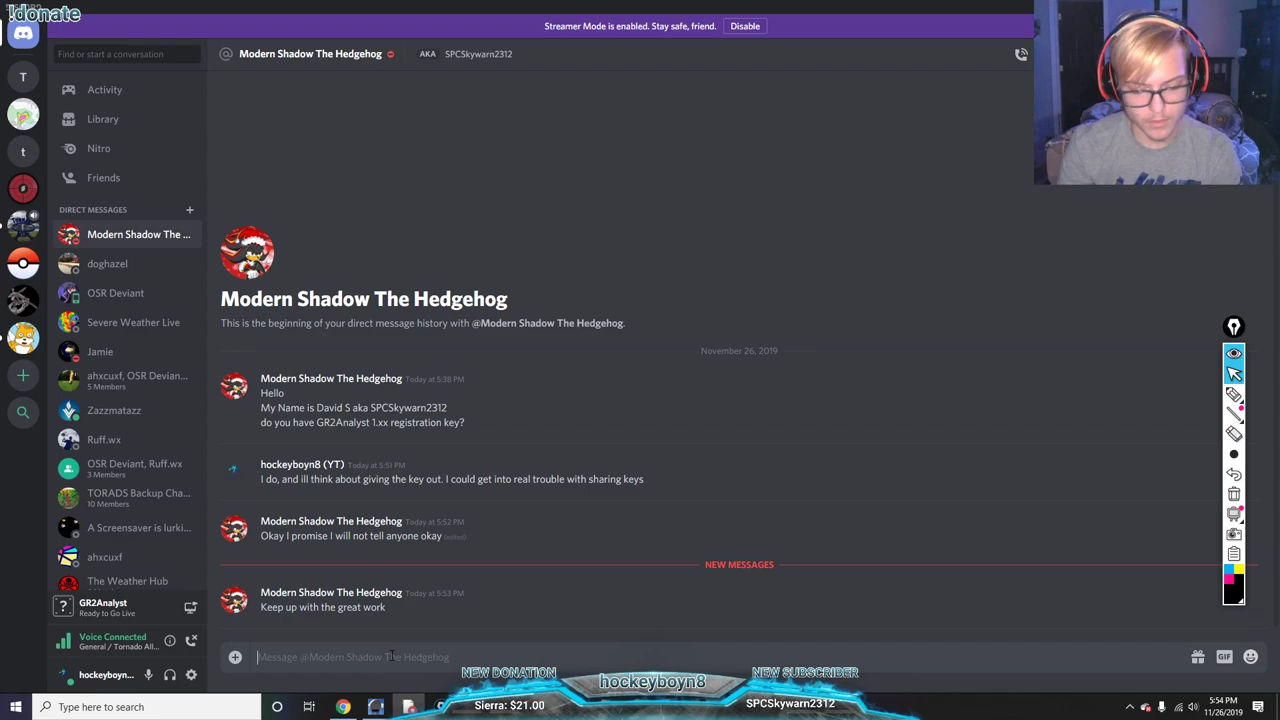 !donate
Streamer Mode is enabled. Stay safe, friend.
Disable
Find or start a conversation
@ Modern Shadow The Hedgehog
AKA SPCSkywarn2312
Activity
Library
Nitro
Friends
DIRECT MESSAGES +
Modern Shadow The ...
doghazel
OSR Deviant
Severe Weather Live
Jamie
ahxcuxf, OSR Devian...
5 Members
Zazzmatazz
Ruff.wx
OSR Deviant, Ruff.wx
3 Members
TORADS Backup Cha...
10 Members
A Screensaver is lurki...
ahxcuxf
The Weather Hub
T
t
GR2Analyst
Ready to Go Live
Voice Connected
General / Tornado All...
hockeyboyn...
Modern Shadow The Hedgehog
This is the beginning of your direct message history with @Modern Shadow The Hedgehog.
November 26, 2019
Modern Shadow The Hedgehog Today at 5:38 PM
Hello
My Name is David S aka SPCSkywarn2312
do you have GR2Analyst 1.xx registration key?
hockeyboyn8 (YT) Today at 5:51 PM
I do, and ill think about giving the key out. I could get into real trouble with sharing keys
Modern Shadow The Hedgehog Today at 5:52 PM
Okay I promise I will not tell anyone okay (edited)
NEW MESSAGES
Modern Shadow The Hedgehog Today at 5:53 PM
Keep up with the great work
Message @Modern Shadow The Hedgehog
GIF
NEW DONATION
hockeyboyn8
NEW SUBSCRIBER
Sierra: $21.00
SPCSkywarn2312
Type here to search
5:54 PM
11/26/2019